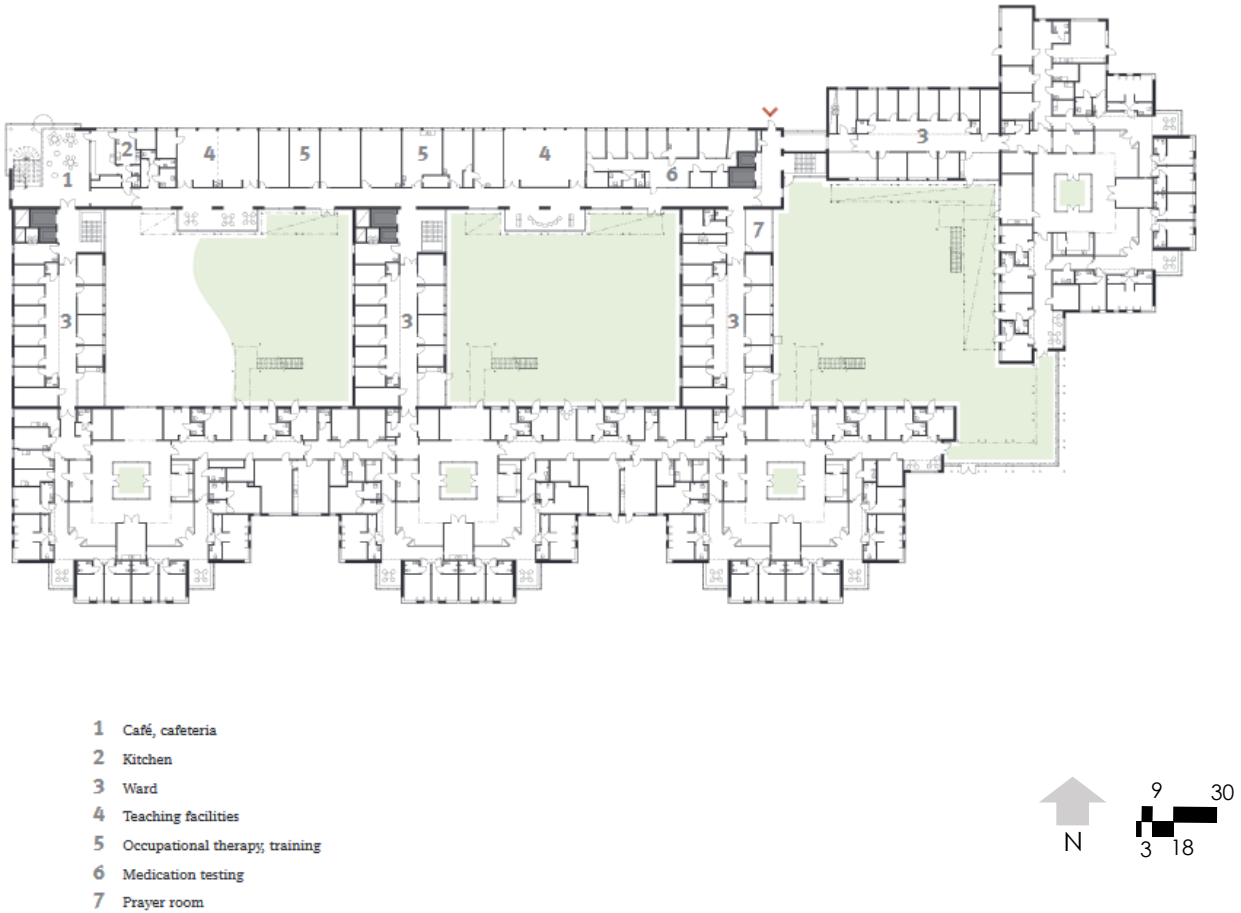 3
2
4
5
5
4
1
6
7
3
3
3
1 Café, cafeteria
2 Kitchen
3 Ward
4 Teaching facilities
5 Occupational therapy, training
6 Medication testing
7 Prayer room
9 30
N 3 18